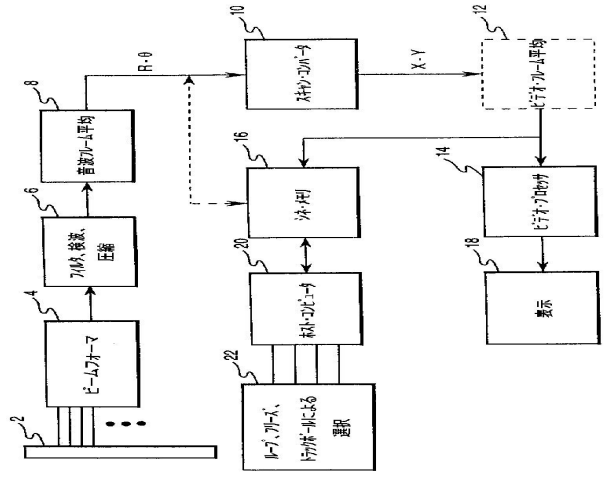 2
4
ビームフォーマ
6
フィルタ、検波、
圧縮
8
音波フレーム平均
R・θ
10
スキャン・コンバータ
X・Y
12
ビデオ・フレーム平均
14
ビデオ・プロセッサ
16
シネ・メモリ
18
表示
20
ホスト・コンピュータ
22
ループ、フリーズ、
トラックボールによる
選択